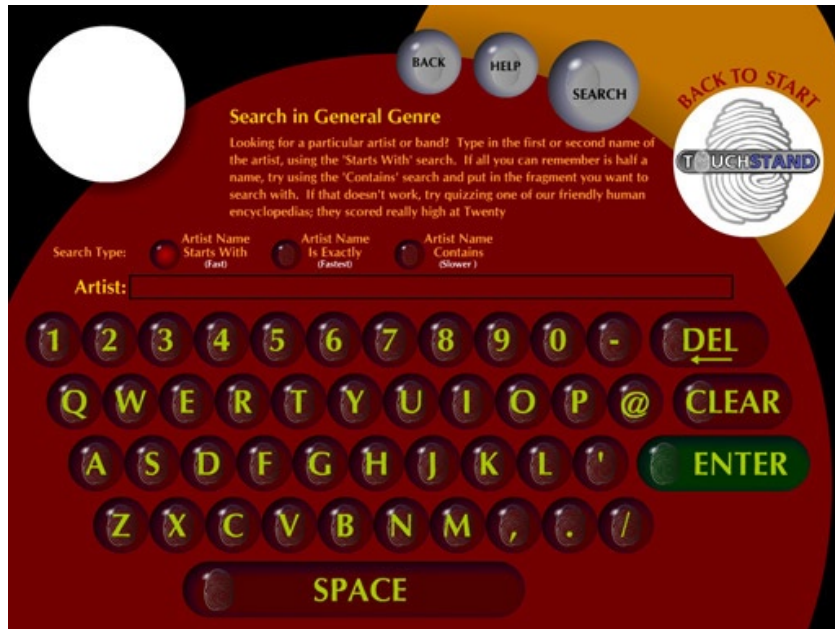 BACK
HELP
SEARCH
BACK TO START
TOUCHSTAND
Search in General Genre
Looking for a particular artist or band? Type in the first or second name of
the artist, using the 'Starts With' search. If all you can remember is half a
name, try using the 'Contains' search and put in the fragment you want to
search with. If that doesn't work, try quizzing one of our friendly human
encyclopedias; they scored really high at Twenty
Search Type:
Artist Name
Starts With
(Fast)
Artist Name
Is Exactly
(Fastest)
Artist Name
Contains
(Slower )
Artist:
1 2 3 4 5 6 7 8 9 0 - DEL
Q W E R T Y U I O P @ CLEAR
A S D F G H J K L ' ENTER
Z X C V B N M , . /
SPACE